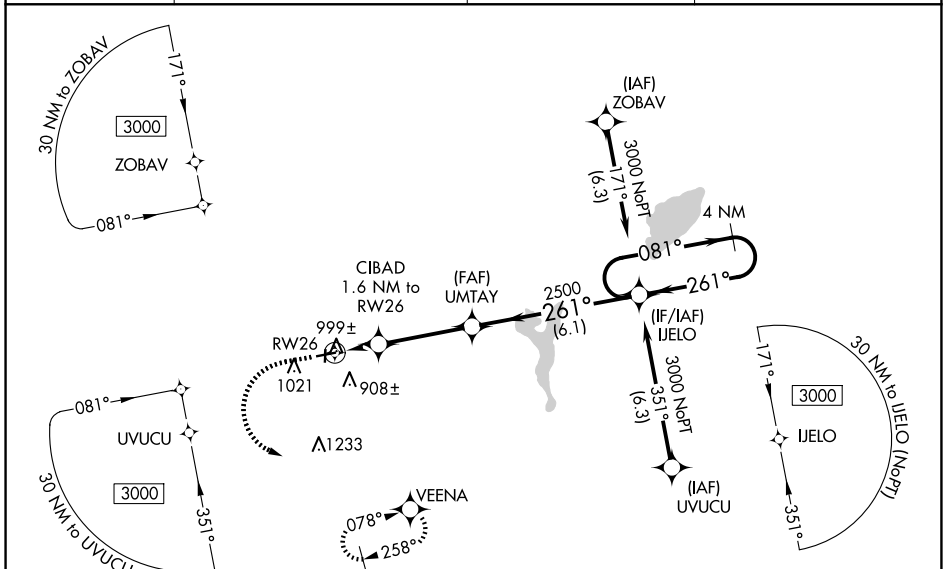 30 NM to ZOBAV
171°
3000
ZOBAV
081°
(IAF)
ZOBAV
3000 NoPT
171°
(6.3)
4 NM
081°
261°
CIBAD
1.6 NM to
RW26
(FAF)
UMTAY
2500
261°
(6.1)
(IF/IAF)
IJELO
999±
RW26
1021
908±
1233
3000 NoPT
351°
(6.3)
(IAF)
UVUCU
171°
3000
IJELO
351°
30 NM to IJELO (NoPT)
081°
UVUCU
3000
351°
30 NM to UVUCU
VEENA
078°
258°